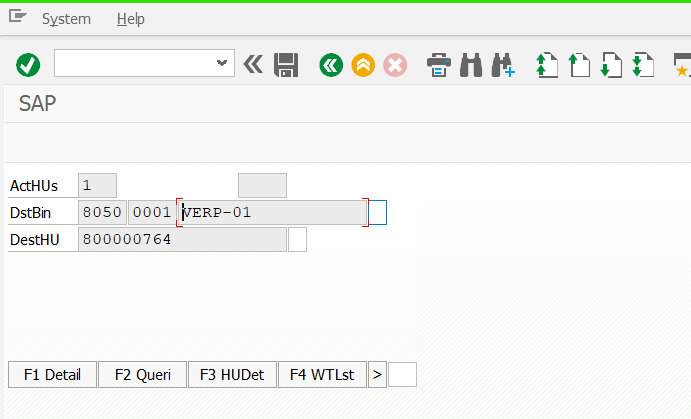 System Help
SAP
ActHUs 1
DstBin 8050 0001 VERP-01
DestHU 800000764
F1 Detail F2 Queri F3 HUDet F4 WTLst >